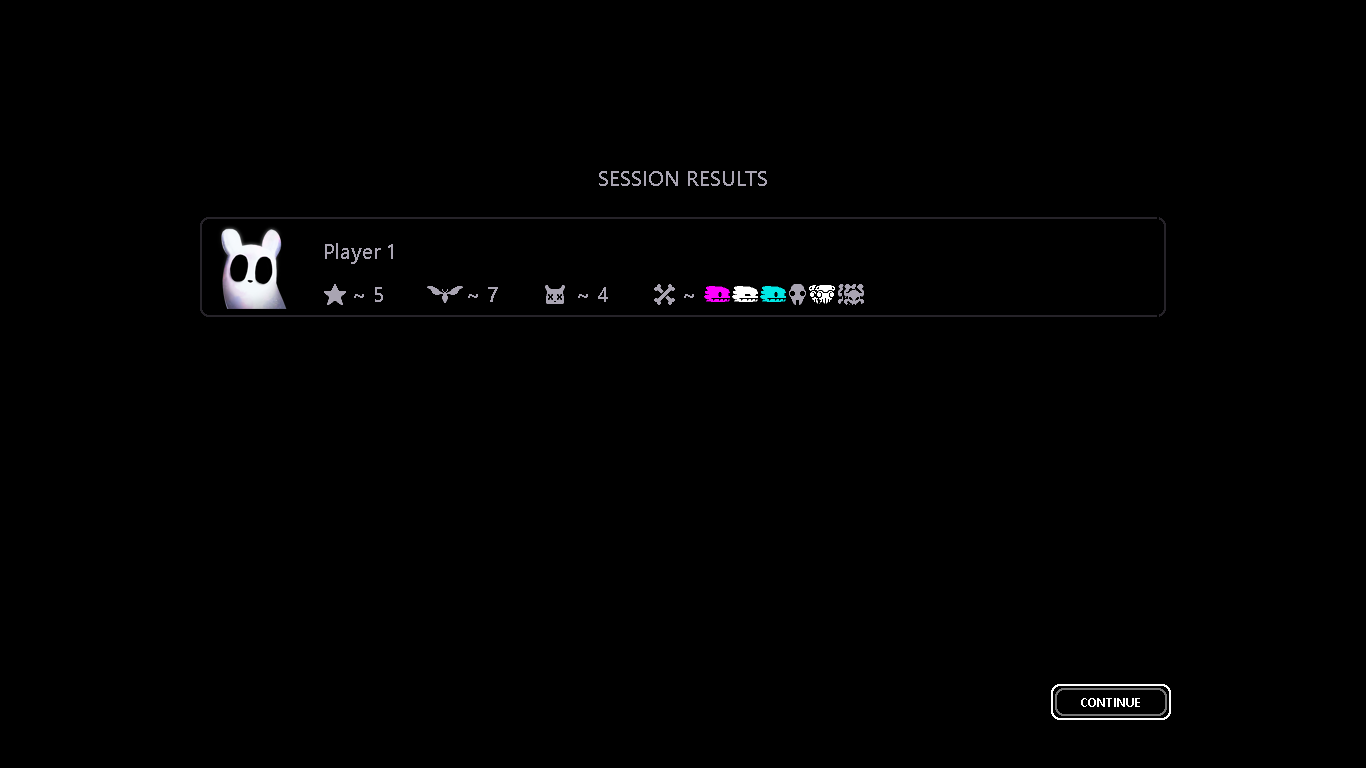 SESSION RESULTS
Player 1
~ 5 ~ 7 ~ 4 ~
CONTINUE